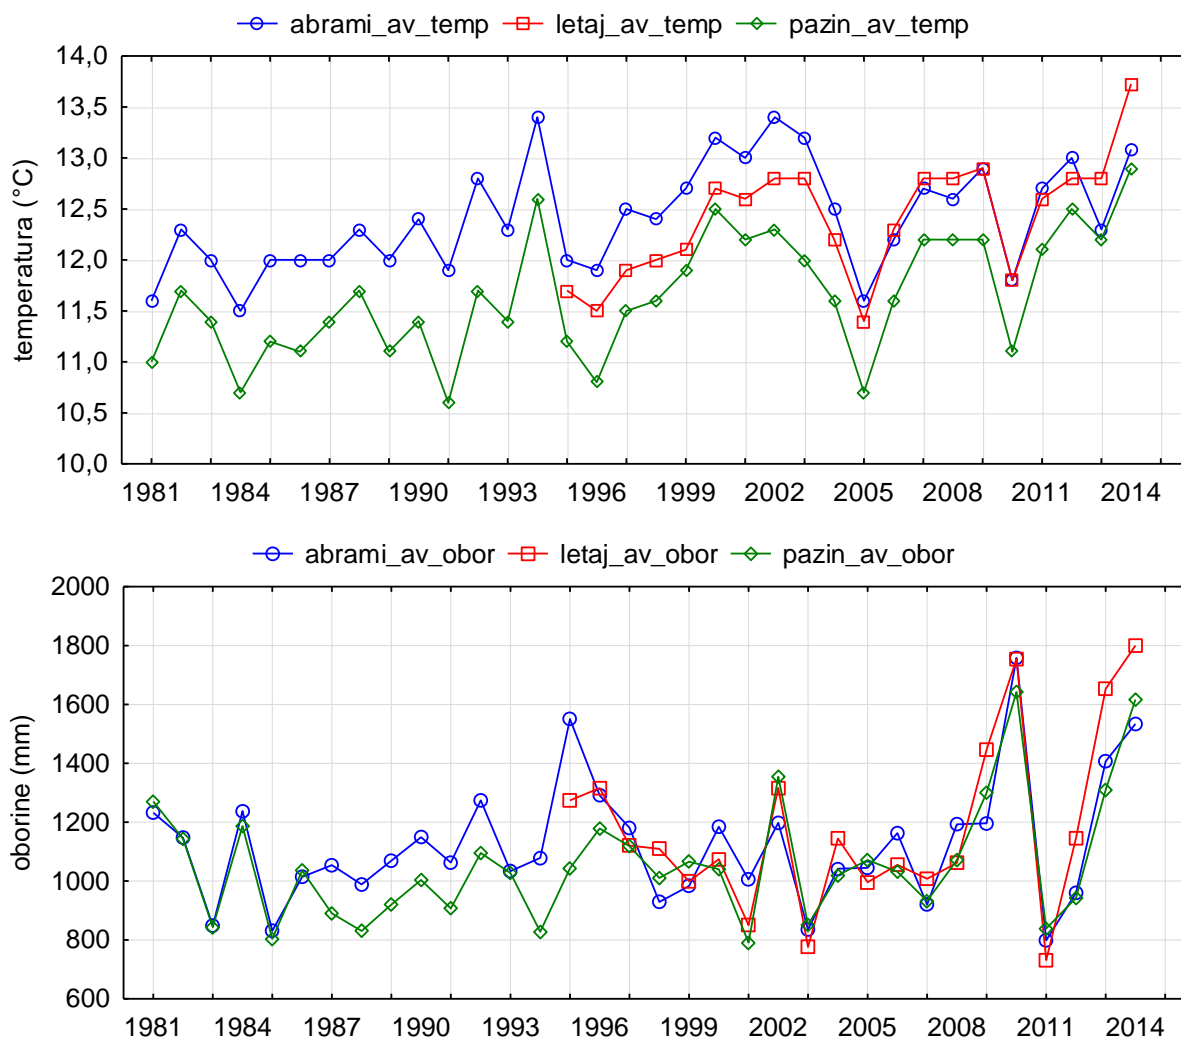 abrami_av_temp letaj_av_temp pazin_av_temp
14,0
13,5
13,0
12,5
12,0
11,5
11,0
10,5
10,0
temperatura (°C)
1981 1984 1987 1990 1993 1996 1999 2002 2005 2008 2011 2014
abrami_av_obor letaj_av_obor pazin_av_obor
2000
1800
1600
1400
1200
1000
800
600
oborine (mm)
1981 1984 1987 1990 1993 1996 1999 2002 2005 2008 2011 2014